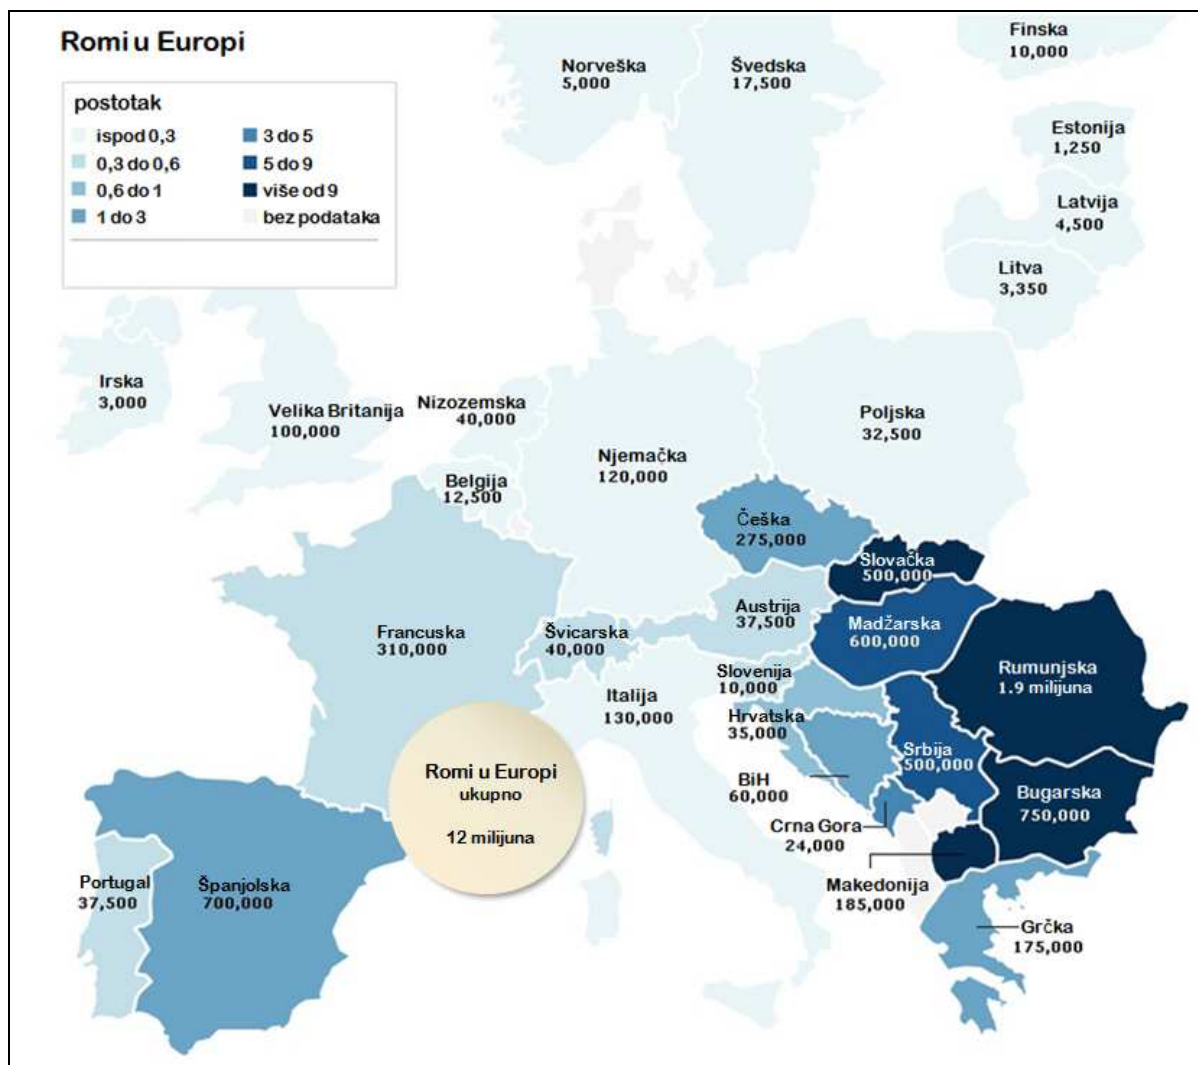 Romi u Europi
postotak
ispod 0,3
0,3 do 0,6
0,6 do 1
1 do 3
3 do 5
5 do 9
više od 9
bez podataka
Finska
10,000
Norveška
5,000
Švedska
17,500
Estonija
1,250
Latvija
4,500
Litva
3,350
Irska
3,000
Velika Britanija
100,000
Nizozemska
40,000
Poljska
32,500
Njemačka
120,000
Belgija
12,500
Češka
275,000
Slovačka
500,000
Austrija
37,500
Madžarska
600,000
Francuska
310,000
Švicarska
40,000
Rumunjska
1.9 milijuna
Slovenija
10,000
Italija
130,000
Hrvatska
35,000
Srbija
500,000
Romi u Europi
ukupno
12 milijuna
BiH
60,000
Bugarska
750,000
Crna Gora
24,000
Portugal
37,500
Španjolska
700,000
Makedonija
185,000
Grčka
175,000